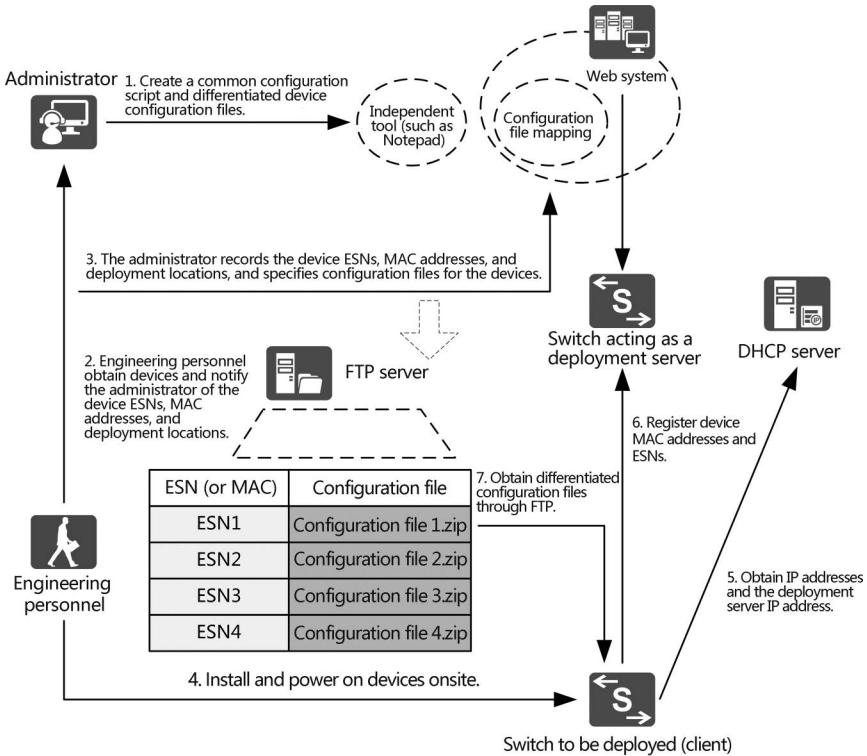 Web system
Administrator
1. Create a common configuration
script and differentiated device
configuration files.
Independent
tool (such as
Notepad)
Configuration
file mapping
3. The administrator records the device ESNs, MAC addresses, and
deployment locations, and specifies configuration files for the devices.
S
Switch acting as a
deployment server
IP
DHCP server
2. Engineering personnel
obtain devices and notify
the administrator of the
device ESNs, MAC
addresses, and
deployment locations.
FTP server
6. Register device
MAC addresses and
ESNs.
ESN (or MAC) Configuration file
ESN1 Configuration file 1.zip
ESN2 Configuration file 2.zip
ESN3 Configuration file 3.zip
ESN4 Configuration file 4.zip
7. Obtain differentiated
configuration files
through FTP.
Engineering
personnel
5. Obtain IP addresses
and the deployment
server IP address.
4. Install and power on devices onsite.
S
Switch to be deployed (client)